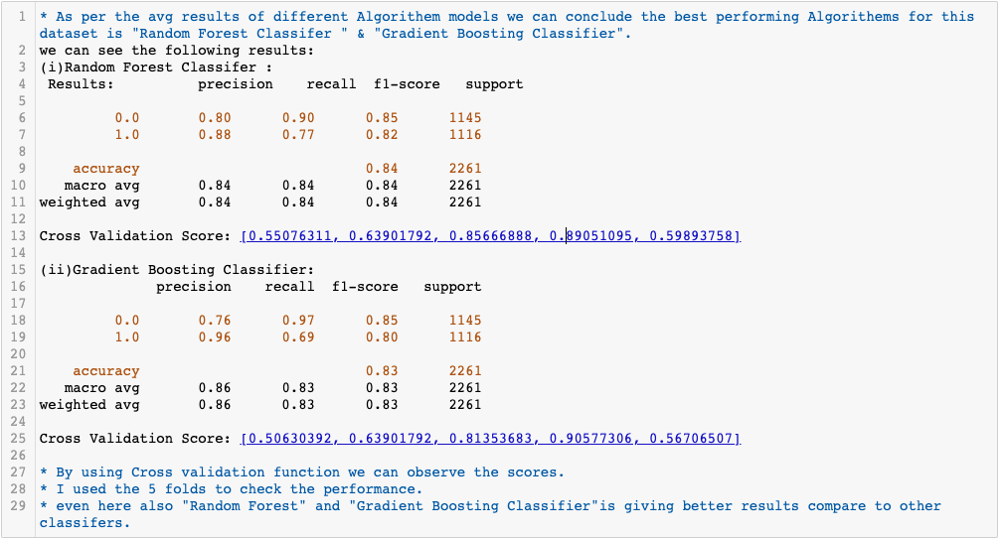 1 * As per the avg results of different Algorithem models we can conclude the best performing Algorithems for this
dataset is "Random Forest Classifer " & "Gradient Boosting Classifier".
2 we can see the following results:
3 (i)Random Forest Classifer :
4 Results: precision recall f1-score support
5
6 0.0 0.80 0.90 0.85 1145
7 1.0 0.88 0.77 0.82 1116
8
9 accuracy 0.84 2261
10 macro avg 0.84 0.84 0.84 2261
11 weighted avg 0.84 0.84 0.84 2261
12
13 Cross Validation Score: [0.55076311, 0.63901792, 0.85666888, 0.89051095, 0.59893758]
14
15 (ii)Gradient Boosting Classifier:
16 precision recall f1-score support
17
18 0.0 0.76 0.97 0.85 1145
19 1.0 0.96 0.69 0.80 1116
20
21 accuracy 0.83 2261
22 macro avg 0.86 0.83 0.83 2261
23 weighted avg 0.86 0.83 0.83 2261
24
25 Cross Validation Score: [0.50630392, 0.63901792, 0.81353683, 0.90577306, 0.56706507]
26
27 * By using Cross validation function we can observe the scores.
28 * I used the 5 folds to check the performance.
29 * even here also "Random Forest" and "Gradient Boosting Classifier"is giving better results compare to other
classifers.